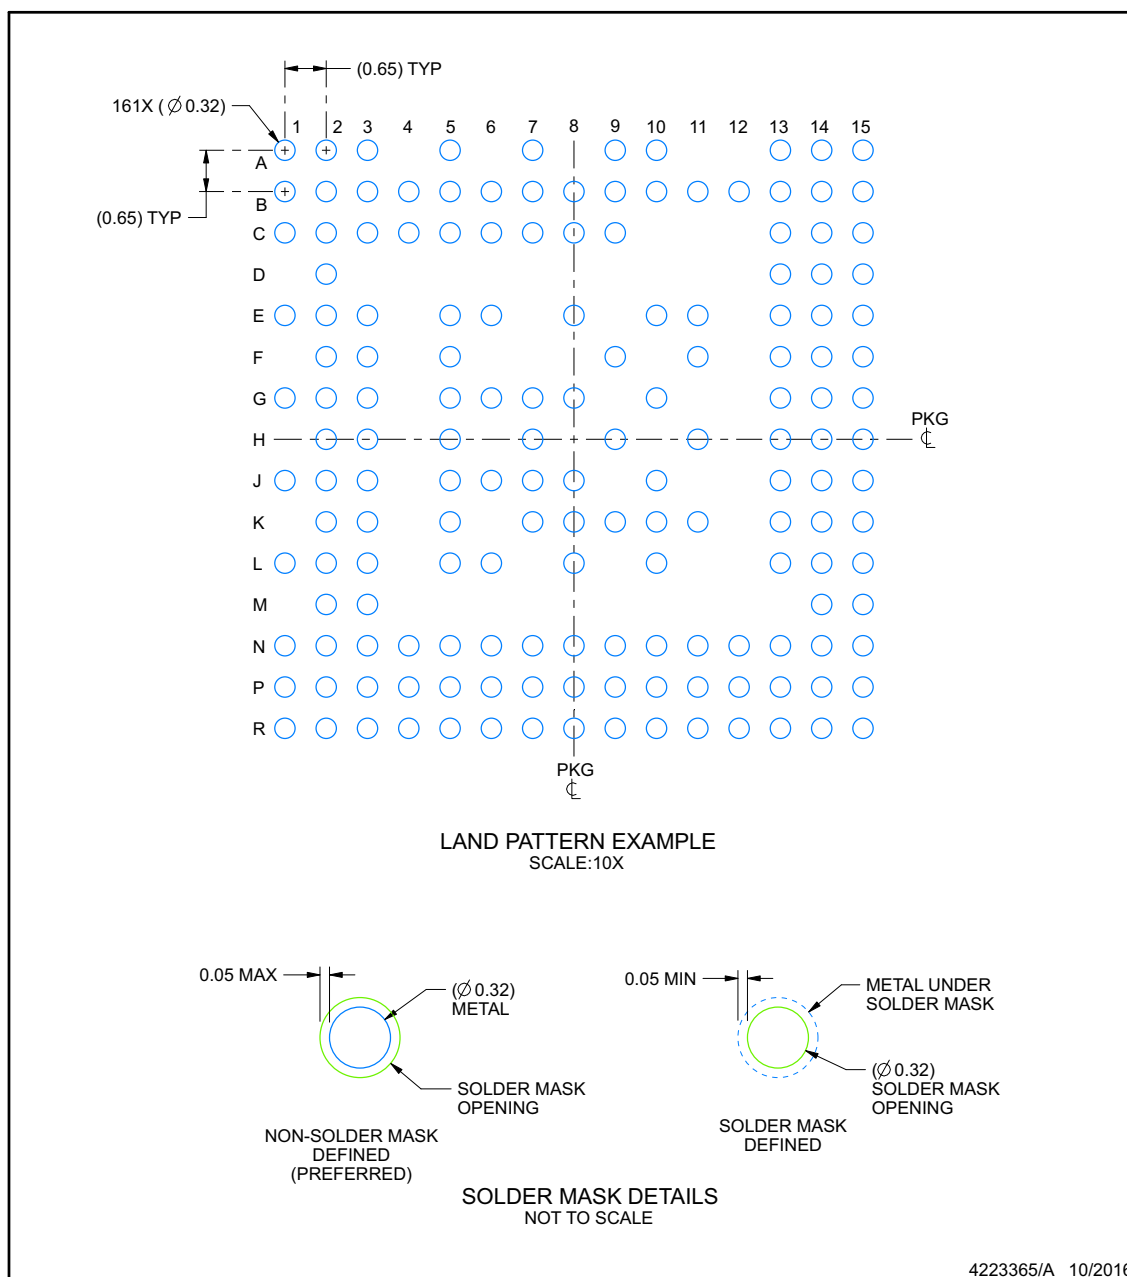 (0.65) TYP
161X ( ∅ 0.32)
1 2 3 4 5 6 7 8 9 10 11 12 13 14 15
A
B
(0.65) TYP
C
D
E
F
G
PKG
H
J
K
L
M
N
P
R
PKG
LAND PATTERN EXAMPLE
SCALE:10X
0.05 MAX
(∅ 0.32)
METAL
SOLDER MASK
OPENING
NON-SOLDER MASK
DEFINED
(PREFERRED)
0.05 MIN
METAL UNDER
SOLDER MASK
(∅ 0.32)
SOLDER MASK
OPENING
SOLDER MASK
DEFINED
SOLDER MASK DETAILS
NOT TO SCALE
4223365/A 10/2016